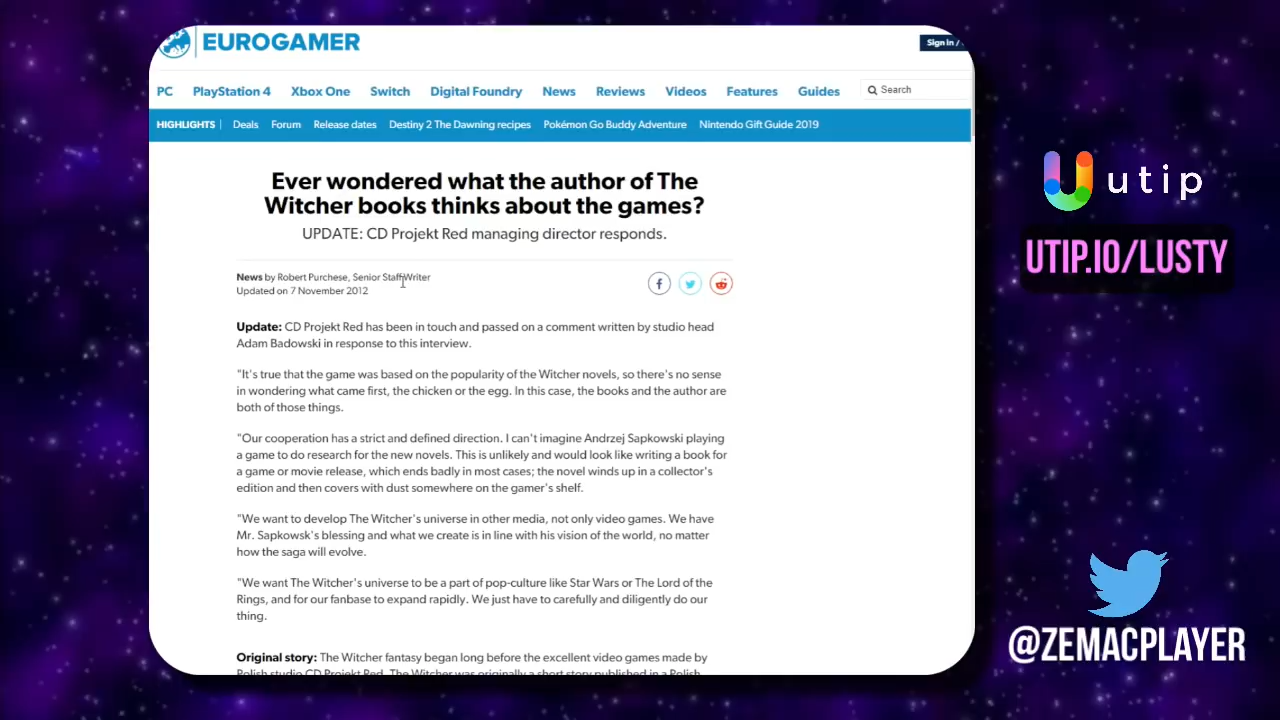 EUROGAMER
Sign in /
PC PlayStation 4 Xbox One Switch Digital Foundry News Reviews Videos Features Guides Search
HIGHLIGHTS | Deals Forum Release dates Destiny 2 The Dawning recipes Pokémon Go Buddy Adventure Nintendo Gift Guide 2019
Ever wondered what the author of The
Witcher books thinks about the games?
UPDATE: CD Projekt Red managing director responds.
News by Robert Purchese, Senior Staff Writer
Updated on 7 November 2012
Update: CD Projekt Red has been in touch and passed on a comment written by studio head
Adam Badowski in response to this interview.
"It's true that the game was based on the popularity of the Witcher novels, so there's no sense
in wondering what came first, the chicken or the egg. In this case, the books and the author are
both of those things.
"Our cooperation has a strict and defined direction. I can't imagine Andrzej Sapkowski playing
a game to do research for the new novels. This is unlikely and would look like writing a book for
a game or movie release, which ends badly in most cases; the novel winds up in a collector's
edition and then covers with dust somewhere on the gamer's shelf.
"We want to develop The Witcher's universe in other media, not only video games. We have
Mr. Sapkowsk's blessing and what we create is in line with his vision of the world, no matter
how the saga will evolve.
"We want The Witcher's universe to be a part of pop-culture like Star Wars or The Lord of the
Rings, and for our fanbase to expand rapidly. We just have to carefully and diligently do our
thing.
Original story: The Witcher fantasy began long before the excellent video games made by
Polish studio CD Projekt Red. The Witcher was originally a short story published in a Polish
utip
UTIP.IO/LUSTY
@ZEMACPLAYER